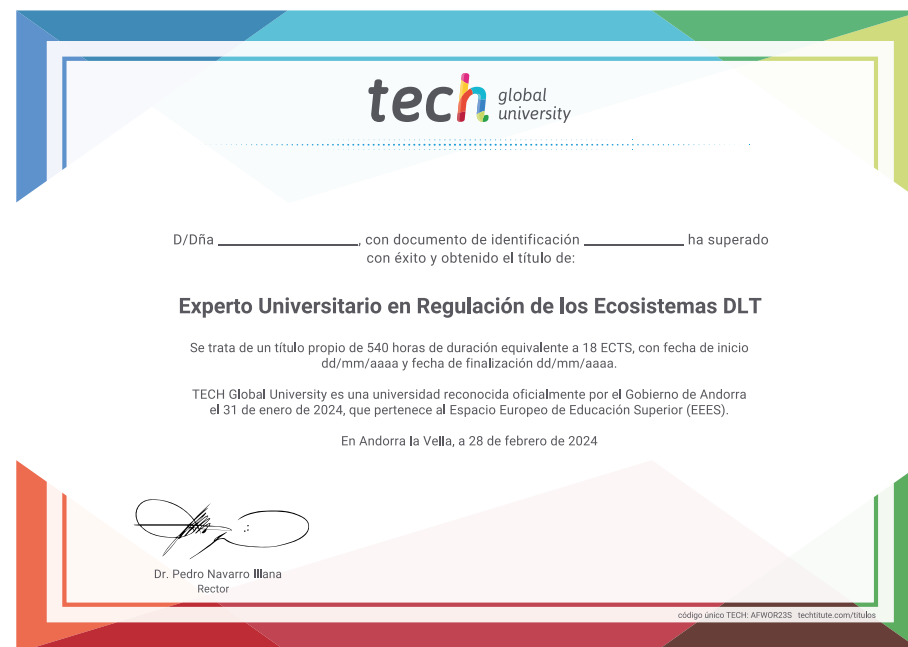 tech global university
D/Dña ____________, con documento de identificación ____________ ha superado
con éxito y obtenido el título de:
Experto Universitario en Regulación de los Ecosistemas DLT
Se trata de un título propio de 540 horas de duración equivalente a 18 ECTS, con fecha de inicio
dd/mm/aaaa y fecha de finalización dd/mm/aaaa.
TECH Global University es una universidad reconocida oficialmente por el Gobierno de Andorra
el 31 de enero de 2024, que pertenece al Espacio Europeo de Educación Superior (EEES).
En Andorra la Vella, a 28 de febrero de 2024
Dr. Pedro Navarro Illana
Rector
código único TECH: AFWOR23S techtitute.com/titulos